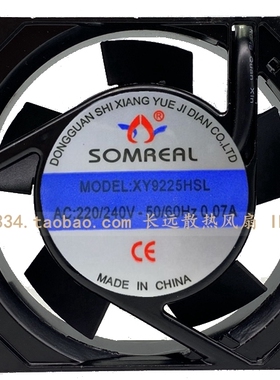 DONGGUAN SHI XIANG YUE JI DIAN CO.,LTD
®
SOMREAL
MODEL:XY9225HSL
AC:220/240V - 50/60Hz 0.07A
334.taobao.com 长远散热风扇
CE
MADE IN CHINA